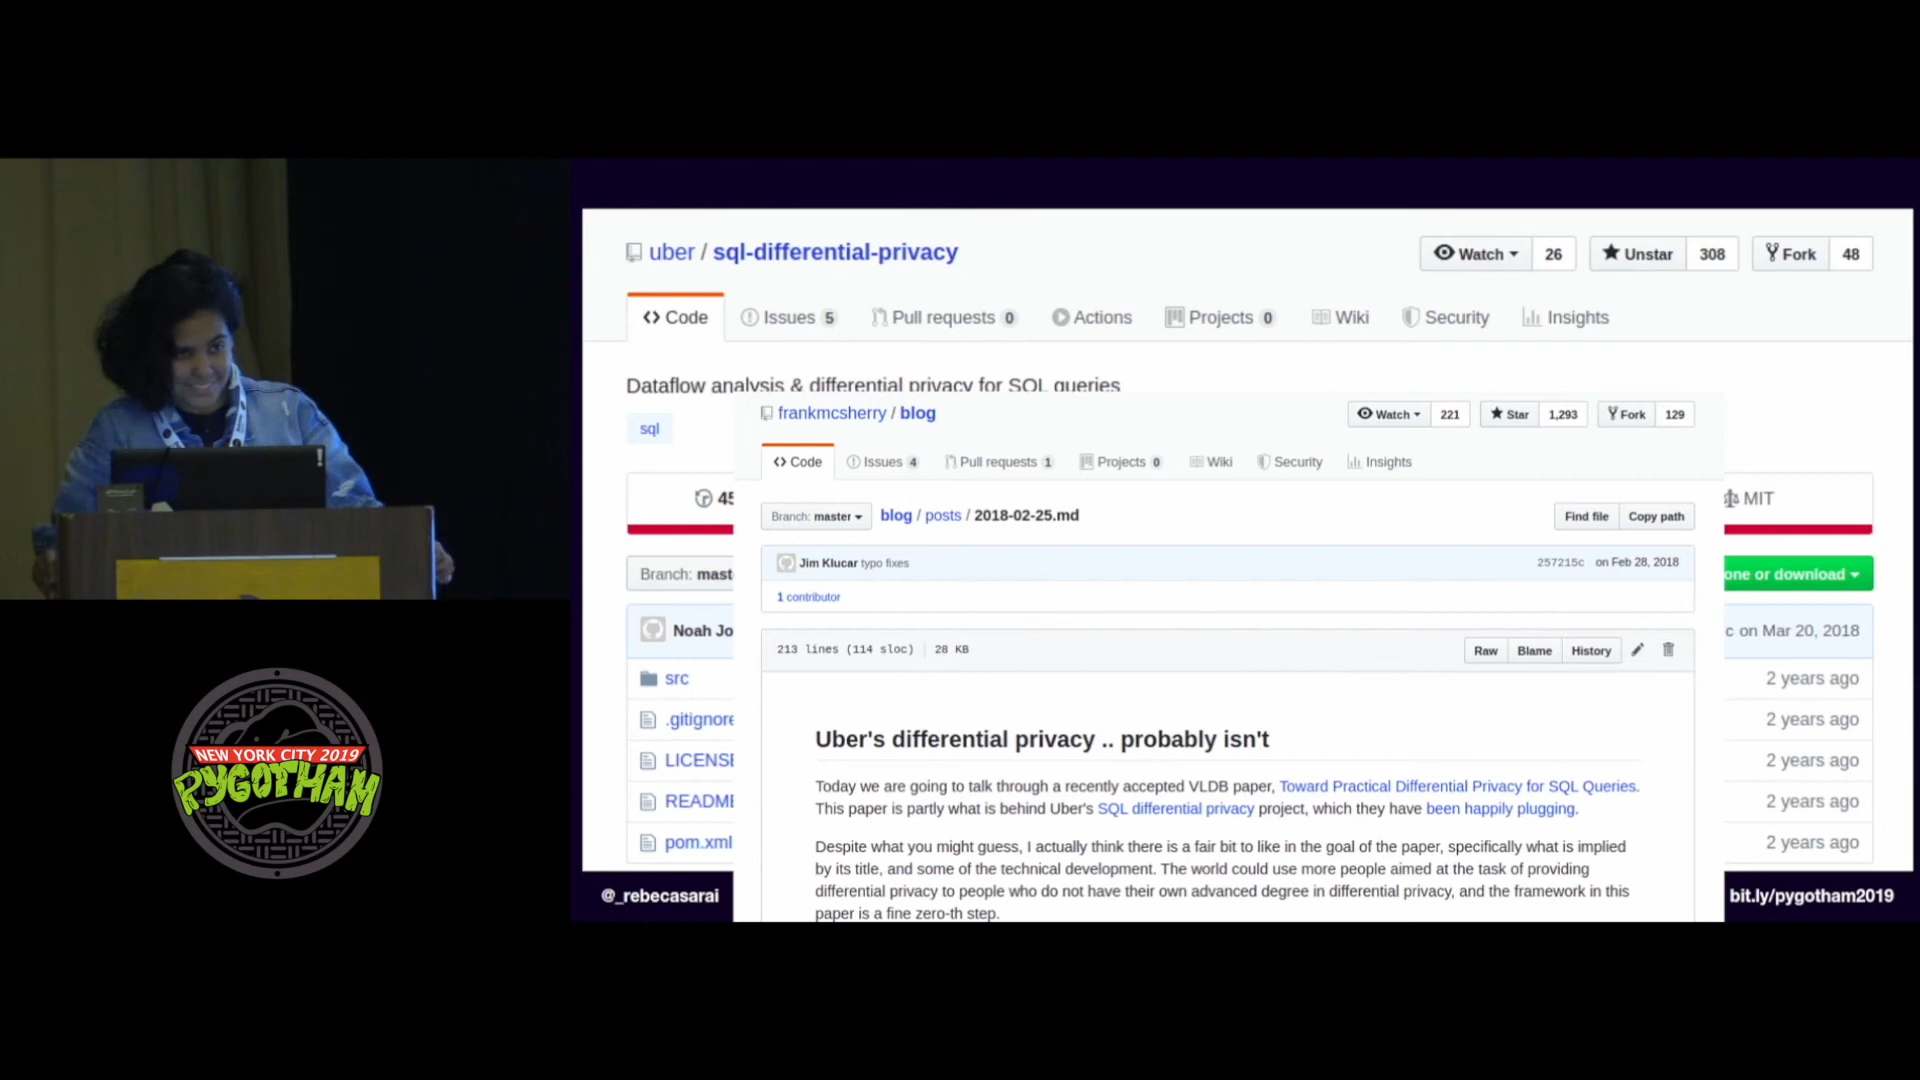 uber / sql-differential-privacy
Watch 26
Unstar 308
Fork 48
Code
Issues 5
Pull requests 0
Actions
Projects 0
Wiki
Security
Insights
Dataflow analysis & differential privacy for SQL queries
sql
45
MIT
Branch:
one or download
Noah
c on Mar 20, 2018
src
2 years ago
.gitignore
2 years ago
LICENSE
2 years ago
README
2 years ago
pom.xml
2 years ago
frankmcsherry / blog
Watch 221
Star 1,293
Fork 129
Code
Issues 4
Pull requests 1
Projects 0
Wiki
Security
Insights
Branch: master
blog / posts / 2018-02-25.md
Find file
Copy path
Jim Klucar typo fixes
257215c on Feb 28, 2018
1 contributor
213 lines (114 sloc) 28 KB
Raw
Blame
History
Uber's differential privacy .. probably isn't
Today we are going to talk through a recently accepted VLDB paper, Toward Practical Differential Privacy for SQL Queries.
This paper is partly what is behind Uber's SQL differential privacy project, which they have been happily plugging.
Despite what you might guess, I actually think there is a fair bit to like in the goal of the paper, specifically what is implied
by its title, and some of the technical development. The world could use more people aimed at the task of providing
differential privacy to people who do not have their own advanced degree in differential privacy, and the framework in this
paper is a fine zero-th step.
@_rebecasarai
bit.ly/pygotham2019
NEW YORK CITY 2019
PYGOTHAM